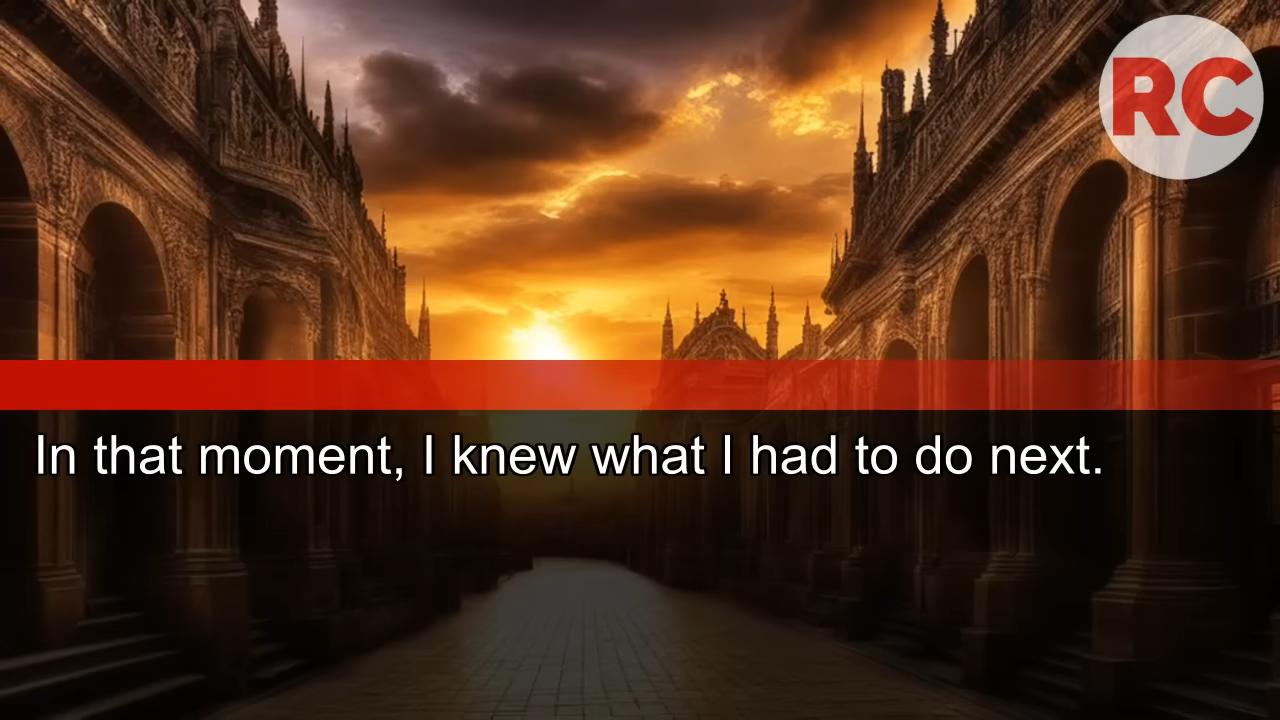 RC
In that moment, I knew what I had to do next.